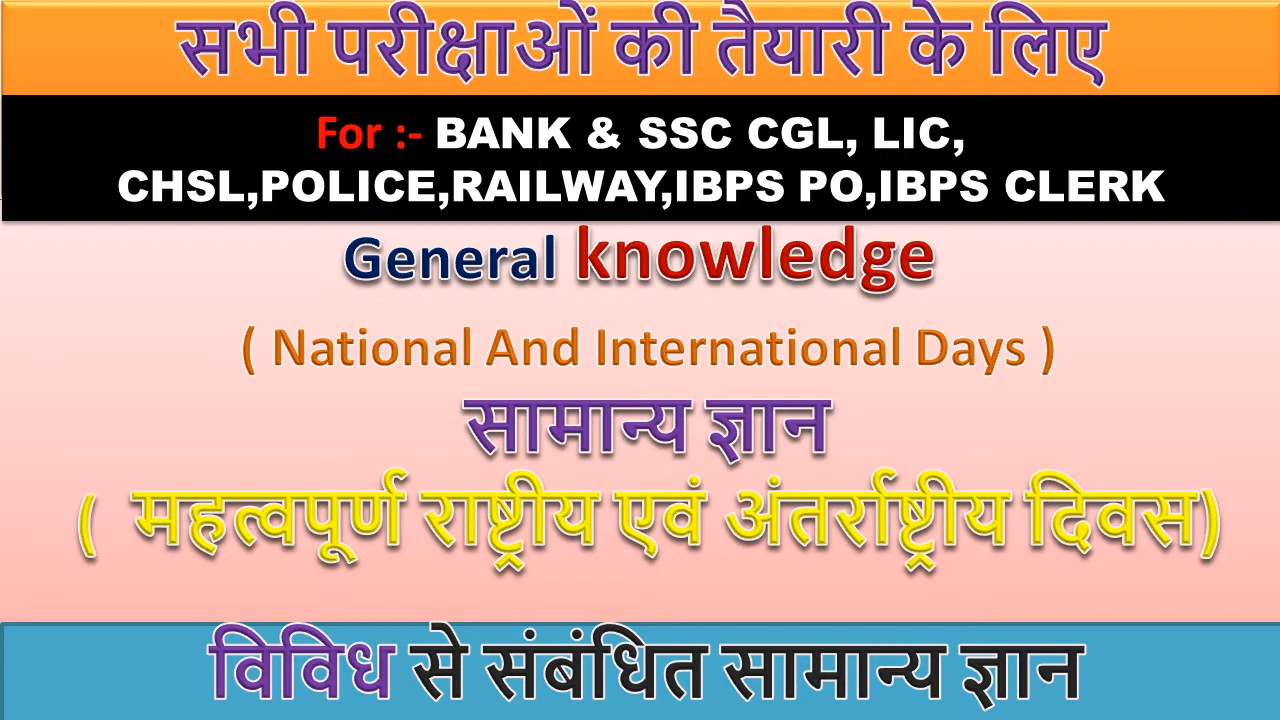 सभी परीक्षाओं की तैयारी के लिए
For :- BANK & SSC CGL, LIC,
CHSL,POLICE,RAILWAY,IBPS PO,IBPS CLERK
General knowledge
( National And International Days )
सामान्य ज्ञान
( महत्वपूर्ण राष्ट्रीय एवं अंतर्राष्ट्रीय दिवस)
विविध से संबंधित सामान्य ज्ञान